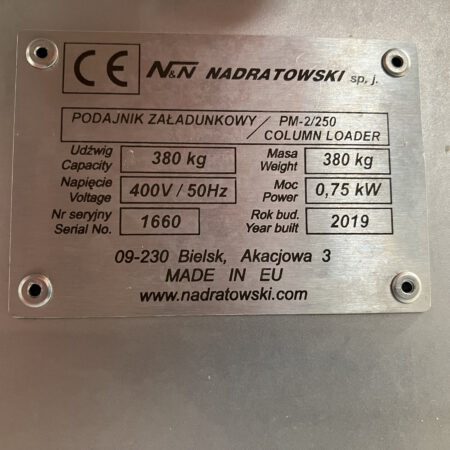 CE N&N NADRATOWSKI sp. j.
PODAJNIK ZAŁADUNKOWY / PM-2/250
COLUMN LOADER
Udźwig Capacity 380 kg Masa Weight 380 kg
Napięcie Voltage 400V / 50Hz Moc Power 0,75 kW
Nr seryjny Serial No. 1660 Rok bud. Year built 2019
09-230 Bielsk, Akacjowa 3
MADE IN EU
www.nadratowski.com